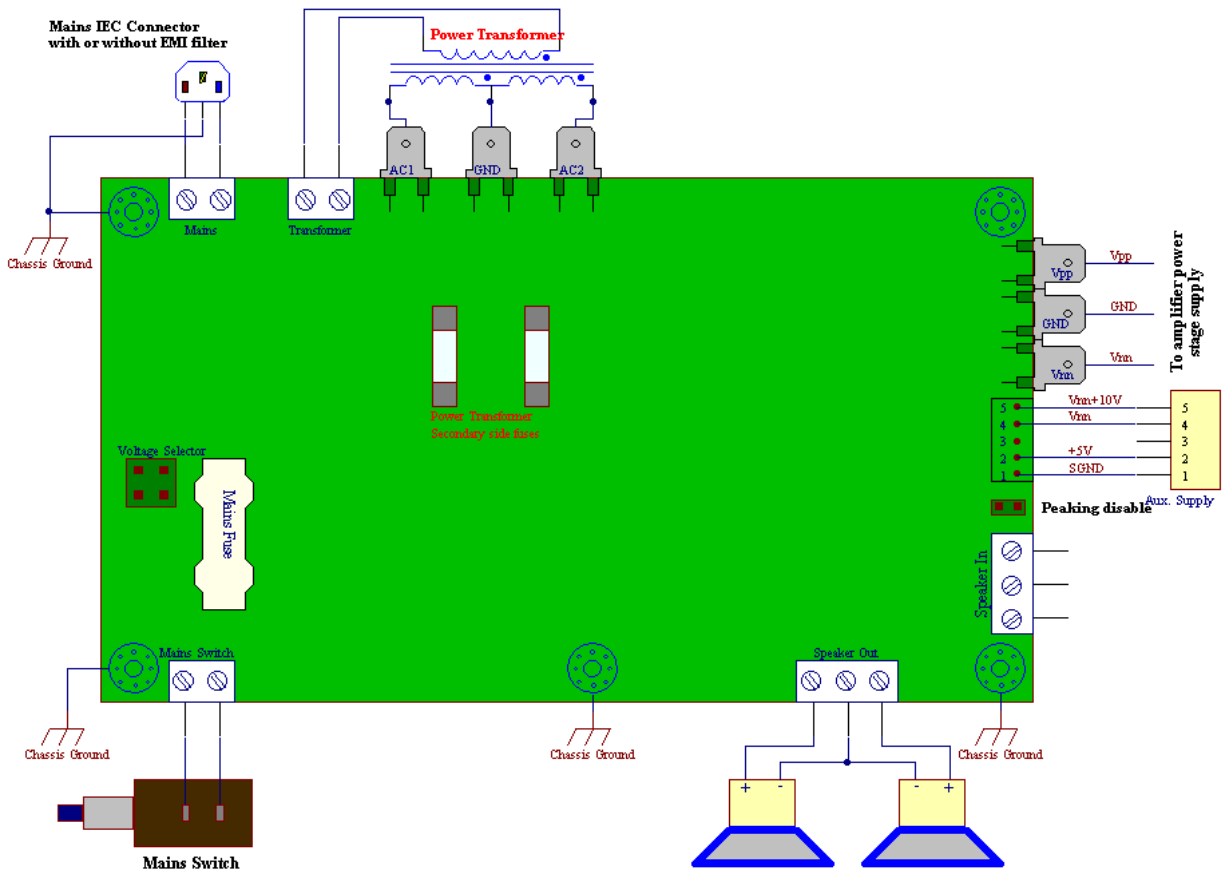 Mains IEC Connector
with or without EMI filter
Power Transformer
AC1
GND
AC2
Mains
Transformer
Chassis Ground
Vpp
Vpp
GND
GND
Vnn
Vnn
To amplifier power
stage supply
Power Transformer
Secondary side fuses
5
4
3
2
1
Vnn+10V
Vnn
+5V
SGND
5
4
3
2
1
Aux. Supply
Peaking disable
Voltage Selector
Mains Fuse
Speaker In
Mains Switch
Speaker Out
Chassis Ground
Chassis Ground
Chassis Ground
+
-
-
+
Mains Switch